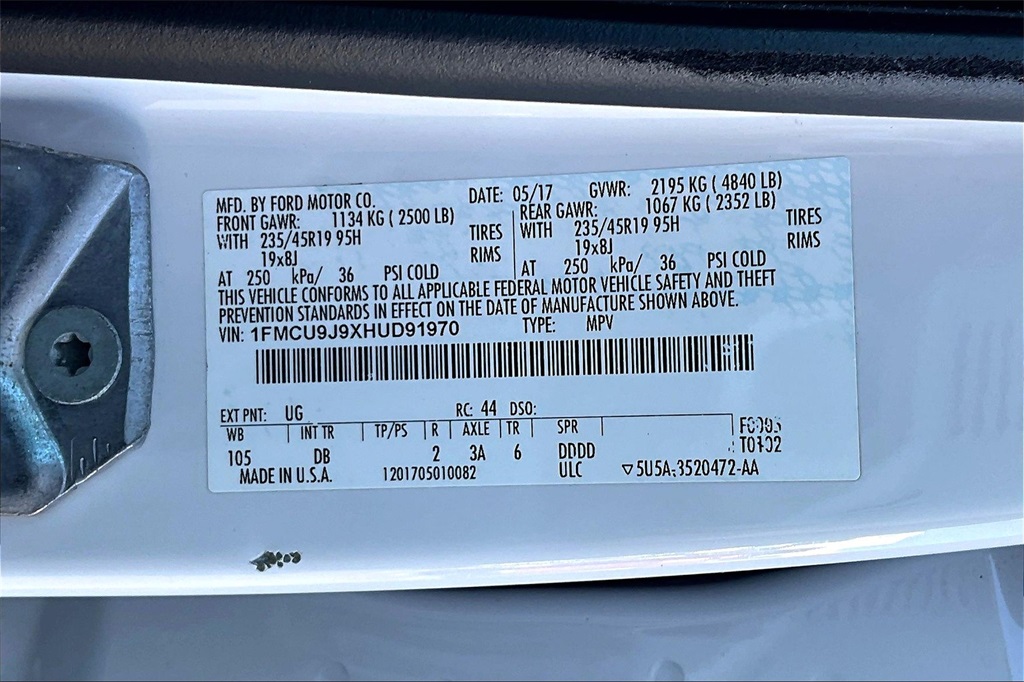 MFD. BY FORD MOTOR CO. DATE: 05/17 GVWR: 2195 KG ( 4840 LB)
FRONT GAWR: 1134 KG ( 2500 LB) REAR GAWR: 1067 KG ( 2352 LB)
WITH 235/45R19 95H TIRES WITH 235/45R19 95H TIRES
19x8J RIMS 19x8J RIMS
AT 250 kPa/ 36 PSI COLD AT 250 kPa/ 36 PSI COLD
THIS VEHICLE CONFORMS TO ALL APPLICABLE FEDERAL MOTOR VEHICLE SAFETY AND THEFT
PREVENTION STANDARDS IN EFFECT ON THE DATE OF MANUFACTURE SHOWN ABOVE.
VIN: 1FMCU9J9XHUD91970 TYPE: MPV
EXT PNT: UG RC: 44 DSO:
WB INT TR TP/PS R AXLE TR SPR
105 DB 2 3A 6 DDDD
MADE IN U.S.A. 1201705010082 ULC ▽5U5A-3520472-AA